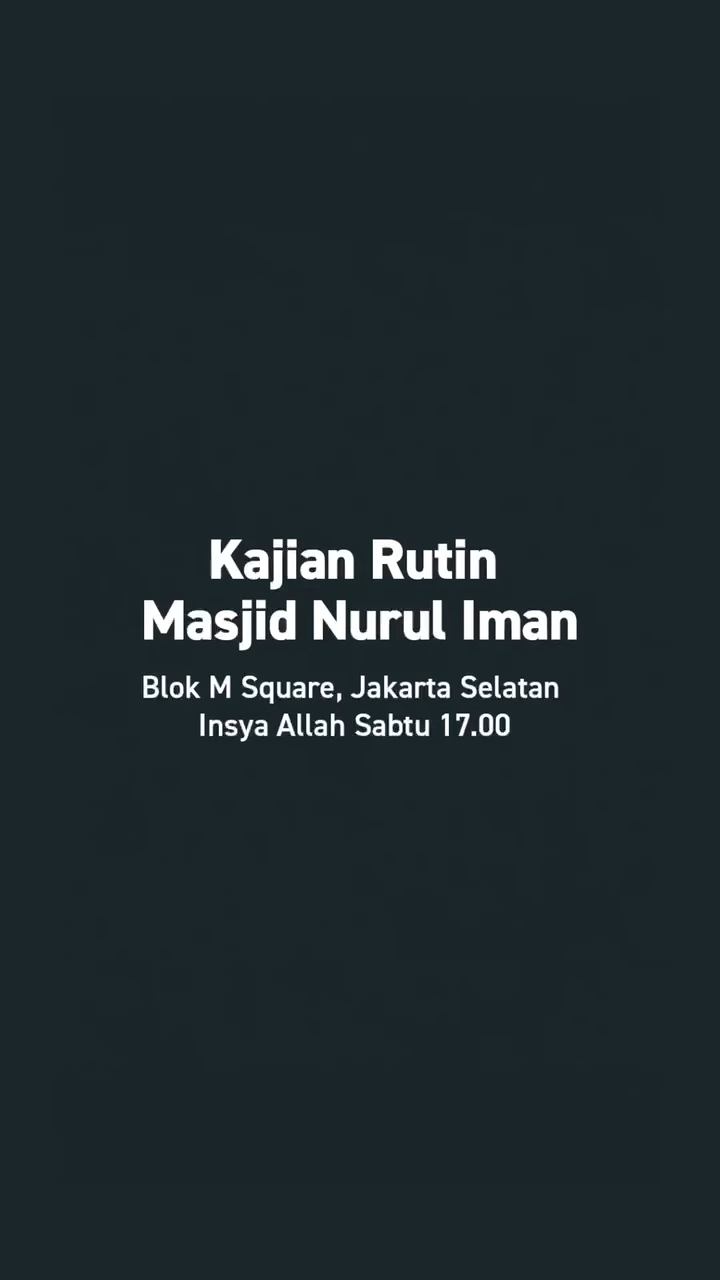 Kajian Rutin
Masjid Nurul Iman
Blok M Square, Jakarta Selatan
Insya Allah Sabtu 17.00